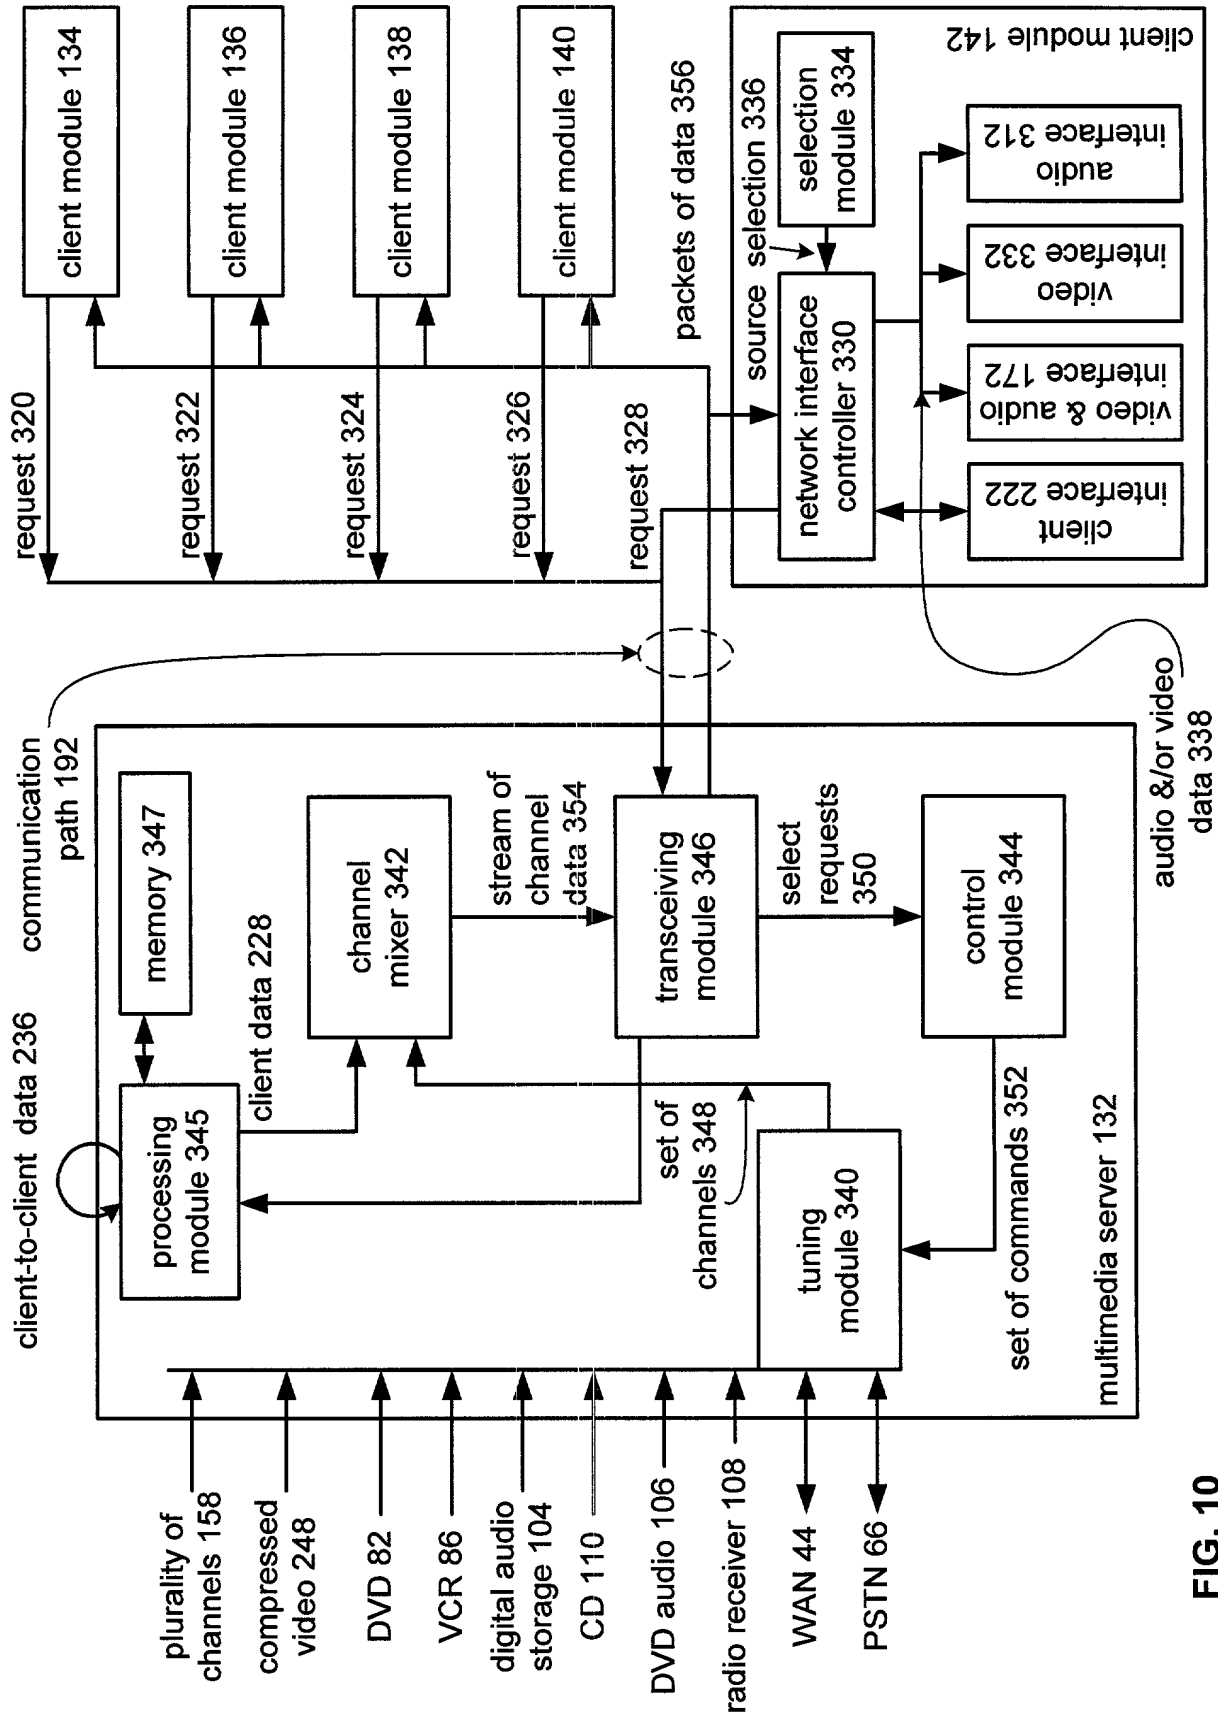 client-to-client data 236
communication
path 192
request 320
client module 134
request 322
client module 136
request 324
client module 138
request 326
client module 140
request 328
packets of data 356
source selection 336
selection
module 334
network interface
controller 330
client
interface 222
video & audio
interface 172
video
interface 332
audio
interface 312
client module 142
audio &/or video
data 338
processing
module 345
memory 347
client data 228
channel
mixer 342
stream of
channel
data 354
transceiving
module 346
select
requests
350
control
module 344
set of
channels 348
tuning
module 340
set of commands 352
multimedia server 132
plurality of
channels 158
compressed
video 248
DVD 82
VCR 86
digital audio
storage 104
CD 110
DVD audio 106
radio receiver 108
WAN 44
PSTN 66
FIG. 10